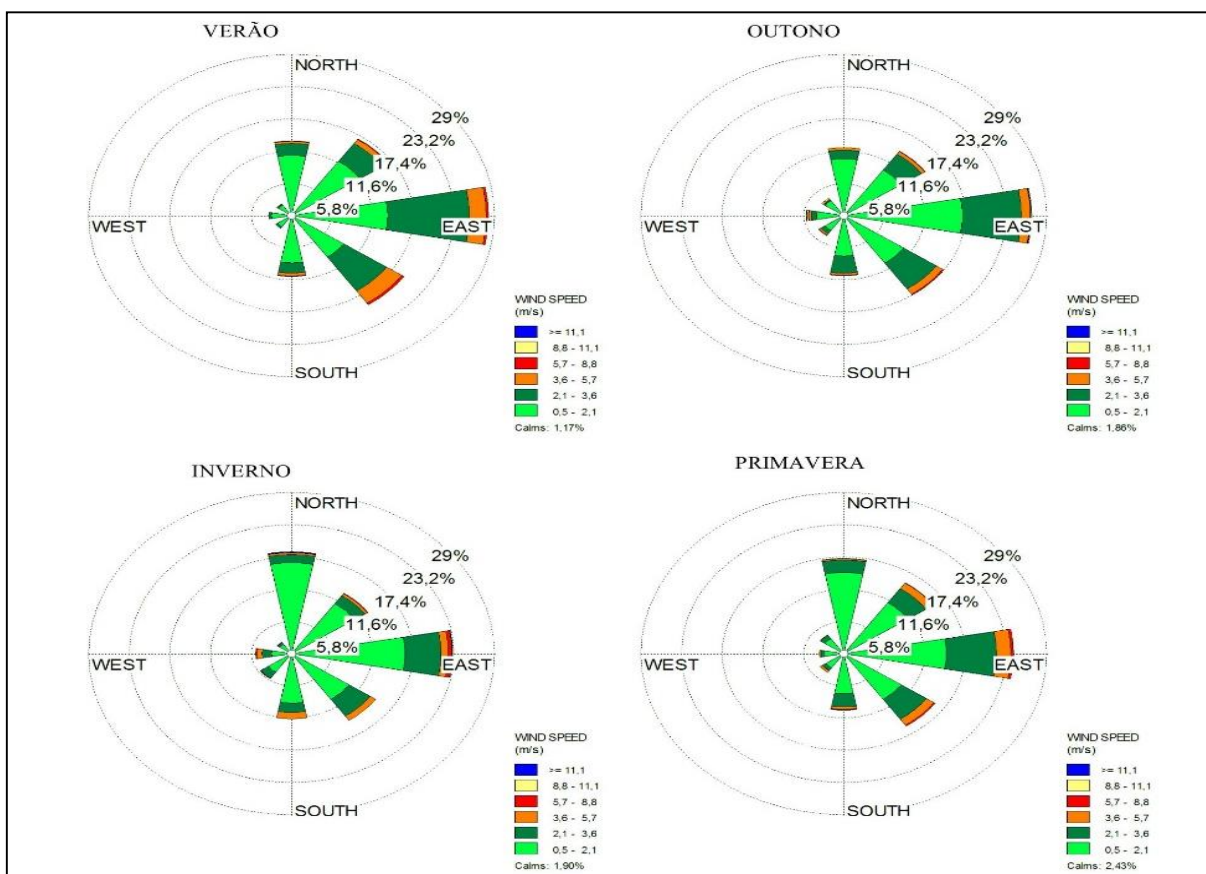 VERÃO
NORTH
29%
23,2%
17,4%
11,6%
5,8%
WEST
EAST
SOUTH
WIND SPEED
(m/s)
>= 11,1
8,8 - 11,1
5,7 - 8,8
3,6 - 5,7
2,1 - 3,6
0,5 - 2,1
Calms: 1,17%
OUTONO
NORTH
29%
23,2%
17,4%
11,6%
5,8%
WEST
EAST
SOUTH
WIND SPEED
(m/s)
>= 11,1
8,8 - 11,1
5,7 - 8,8
3,6 - 5,7
2,1 - 3,6
0,5 - 2,1
Calms: 1,86%
INVERNO
NORTH
29%
23,2%
17,4%
11,6%
5,8%
WEST
EAST
SOUTH
WIND SPEED
(m/s)
>= 11,1
8,8 - 11,1
5,7 - 8,8
3,6 - 5,7
2,1 - 3,6
0,5 - 2,1
Calms: 1,90%
PRIMAVERA
NORTH
29%
23,2%
17,4%
11,6%
5,8%
WEST
EAST
SOUTH
WIND SPEED
(m/s)
>= 11,1
8,8 - 11,1
5,7 - 8,8
3,6 - 5,7
2,1 - 3,6
0,5 - 2,1
Calms: 2,43%